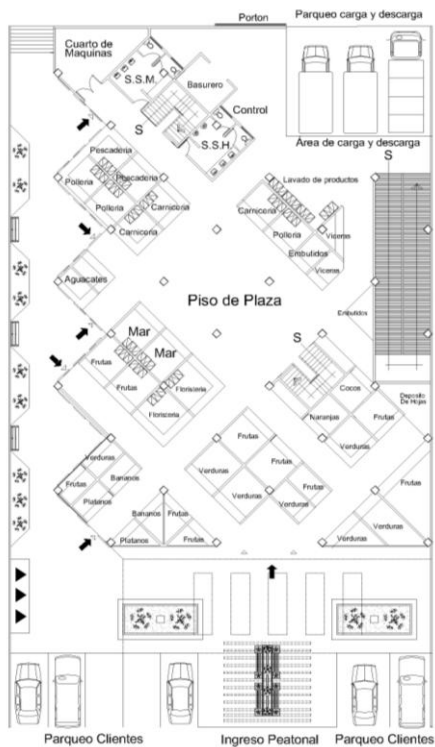 Porton
Parqueo carga y descarga
Cuarto de
Maquinas
S.S.M.
Basurero
Control
S.S.H.
S
Área de carga y descarga
S
Pescaderia
Pescaderia
Polleria
Polleria
Carniceria
Carniceria
Lavado de productos
Carniceria
Polleria
Viceras
Embutidos
Viceras
Aguacates
Piso de Plaza
Embutidos
Mar
Mar
S
Frutas
Frutas
Floristeria
Floristeria
Cocos
Deposito
De Hojas
Naranjas
Frutas
Verduras
Frutas
Frutas
Verduras
Frutas
Bananos
Platanos
Verduras
Verduras
Frutas
Verduras
Frutas
Verduras
Verduras
Bananos
Frutas
Platanos
Frutas
Parqueo Clientes
Ingreso Peatonal
Parqueo Clientes